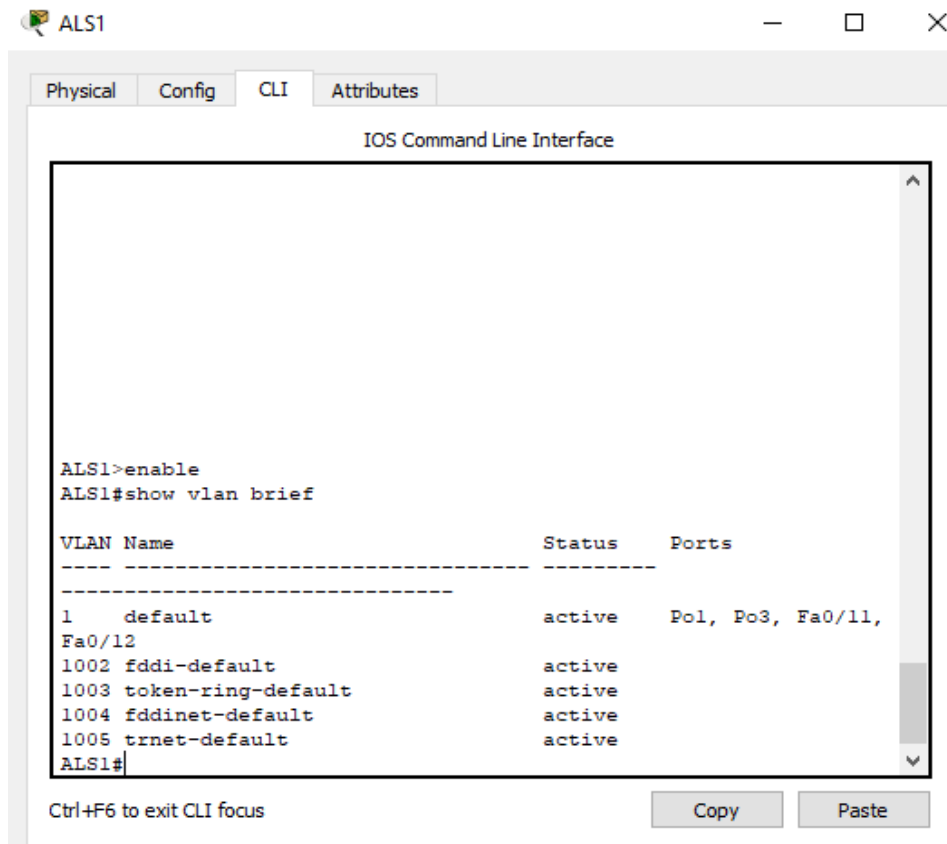 ALS1
Physical Config CLI Attributes
IOS Command Line Interface
ALS1>enable
ALS1#show vlan brief
VLAN Name                             Status    Ports
---- -------------------------------- ---------
-------------------------------
1    default                          active    Po1, Po3, Fa0/11,
Fa0/12
1002 fddi-default                     active
1003 token-ring-default               active
1004 fddinet-default                  active
1005 trnet-default                    active
ALS1#
Ctrl+F6 to exit CLI focus
Copy Paste